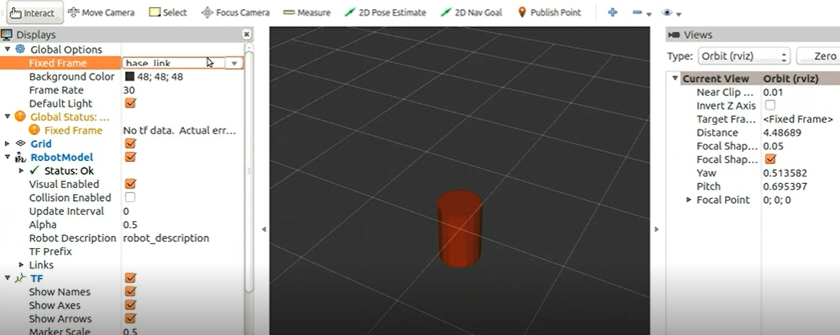 Interact Move Camera Select Focus Camera Measure 2D Pose Estimate 2D Nav Goal Publish Point
Displays
Global Options
Fixed Frame base_link
Background Color 48; 48; 48
Frame Rate 30
Default Light
Global Status: ...
Fixed Frame No tf data. Actual err...
Grid
RobotModel
Status: Ok
Visual Enabled
Collision Enabled
Update Interval 0
Alpha 0.5
Robot Description robot_description
TF Prefix
Links
TF
Show Names
Show Axes
Show Arrows
Marker Scale 0.5
Views
Type: Orbit (rviz) Zero
Current View Orbit (rviz)
Near Clip ... 0.01
Invert Z Axis
Target Fra... <Fixed Frame>
Distance 4.48689
Focal Shap... 0.05
Focal Shap...
Yaw 0.513582
Pitch 0.695397
Focal Point 0; 0; 0